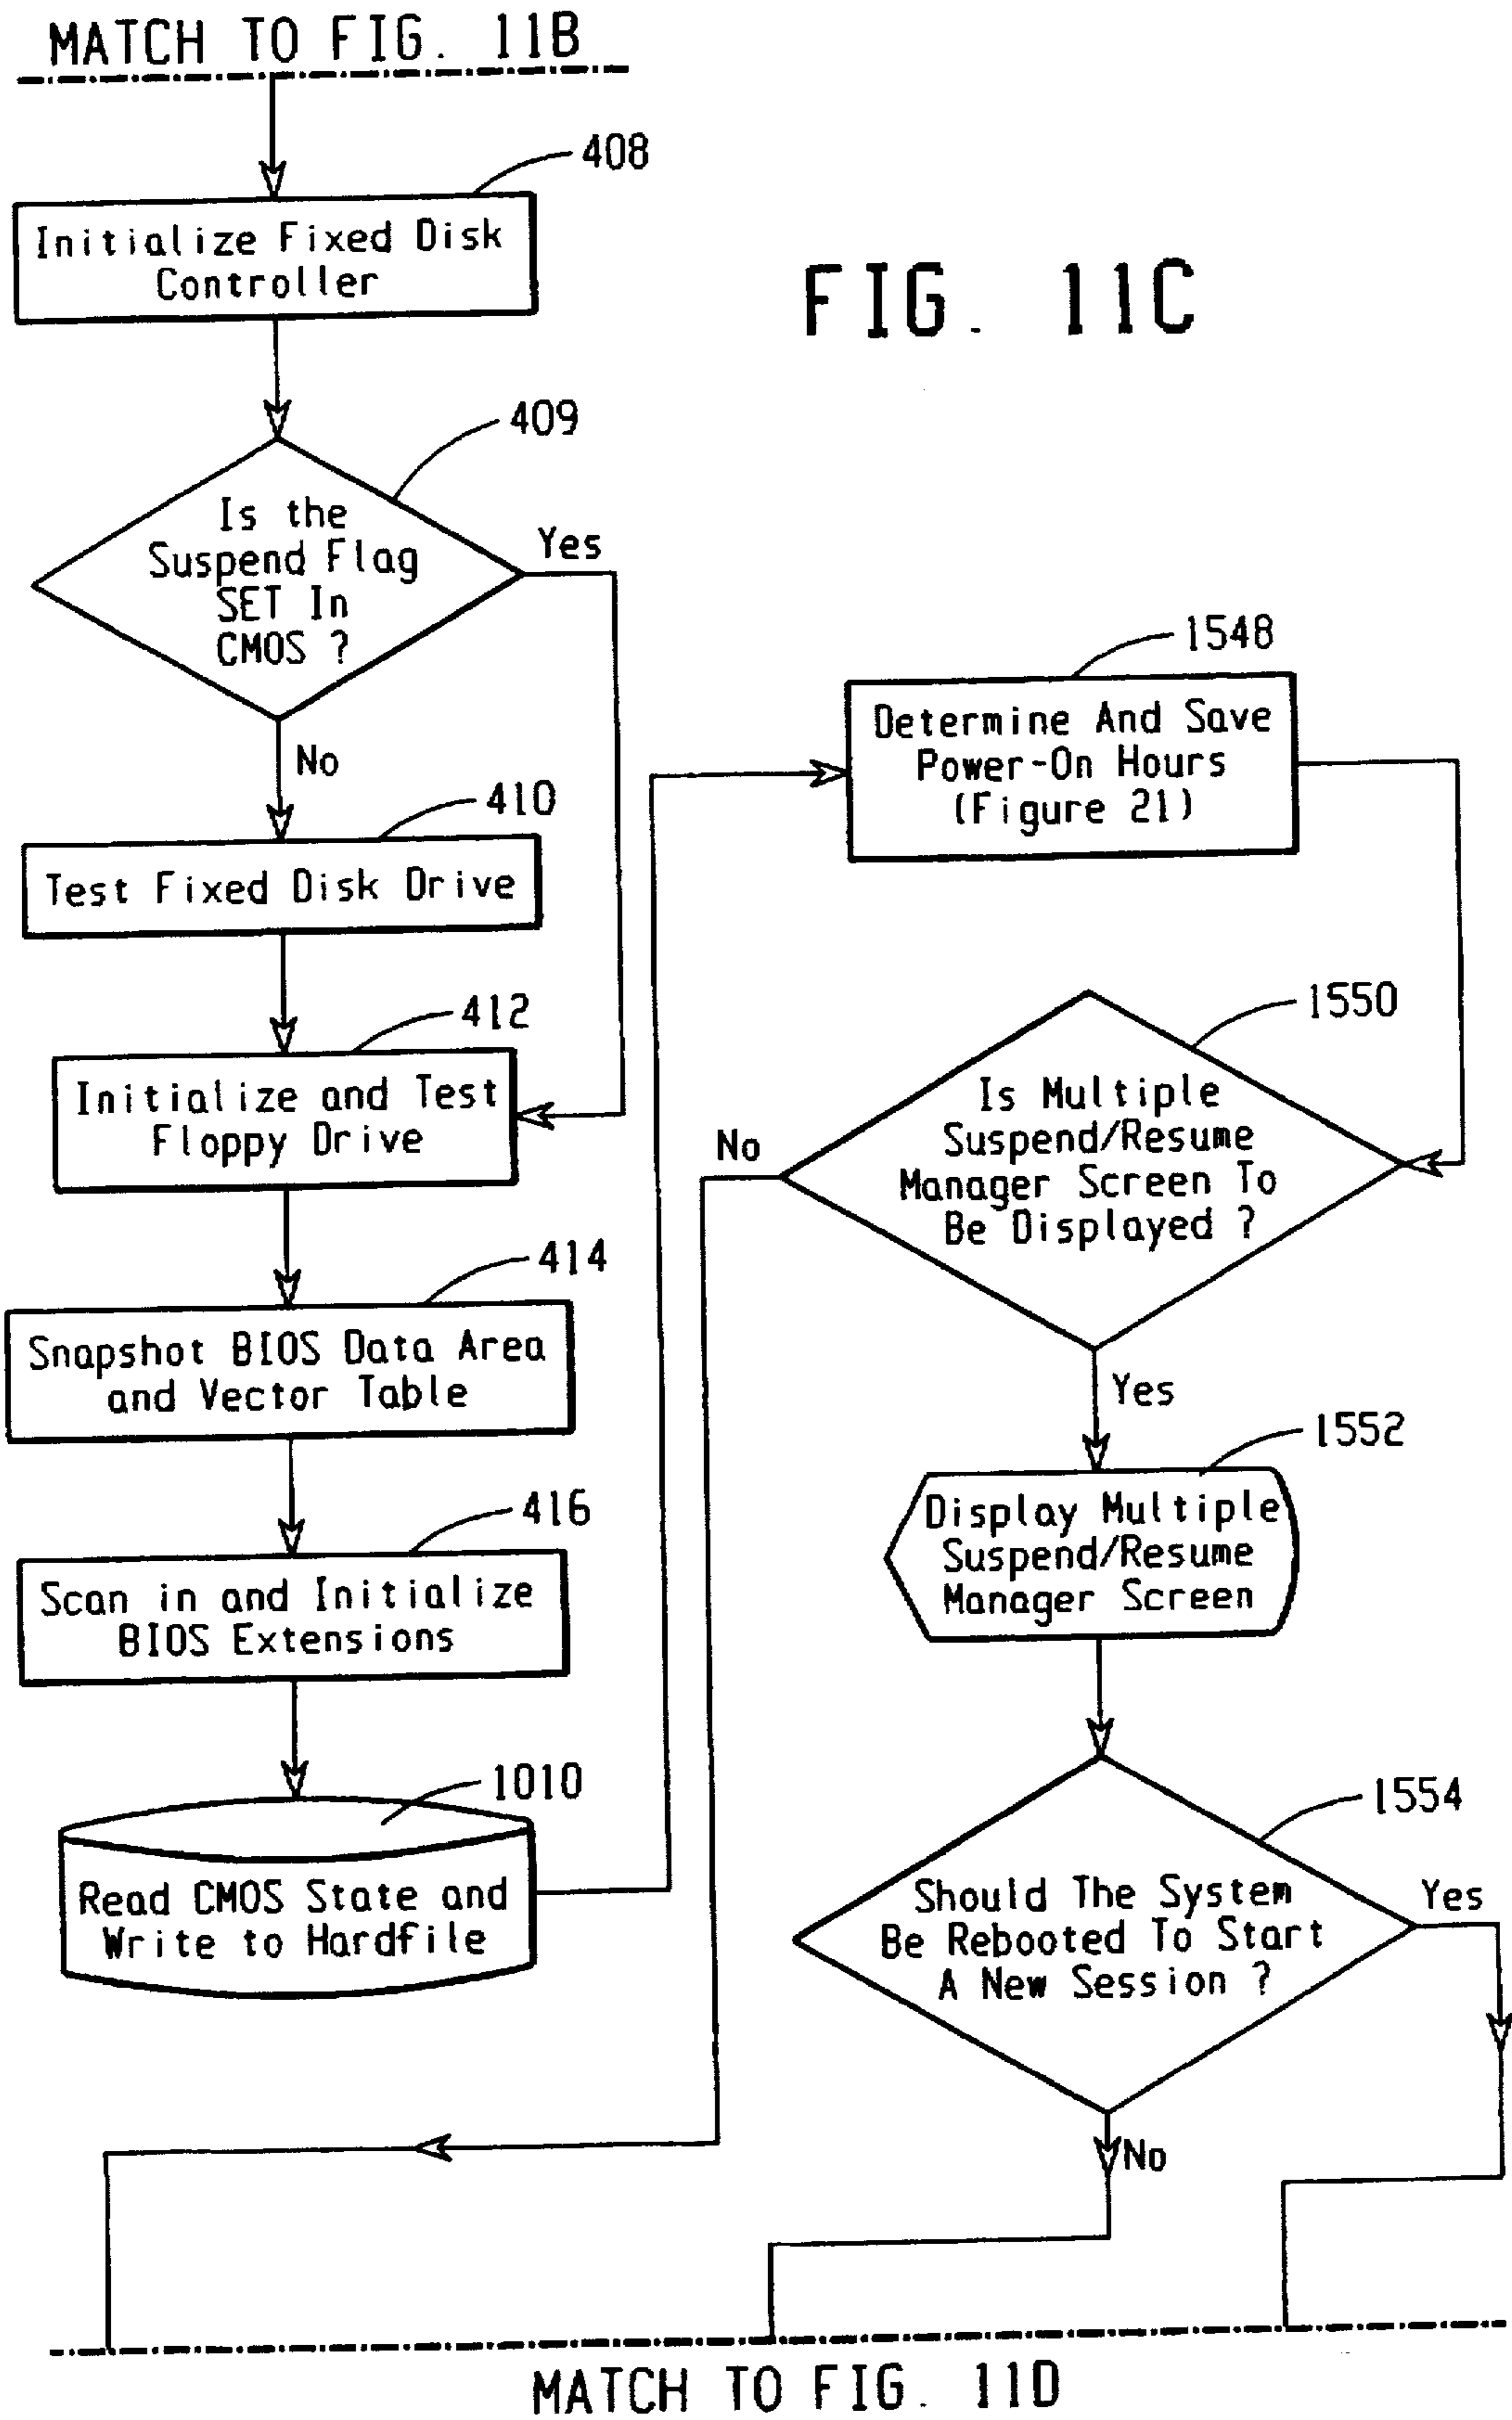 MATCH TO FIG. 11B
408
Initialize Fixed Disk
Controller
FIG. 11C
409
Is the
Suspend Flag
SET In
CMOS ?
Yes
No
410
Test Fixed Disk Drive
412
Initialize and Test
Floppy Drive
414
Snapshot BIOS Data Area
and Vector Table
416
Scan in and Initialize
BIOS Extensions
1010
Read CMOS State and
Write to Hardfile
1548
Determine And Save
Power-On Hours
(Figure 21)
1550
Is Multiple
Suspend/Resume
Manager Screen To
Be Displayed ?
No
Yes
1552
Display Multiple
Suspend/Resume
Manager Screen
1554
Should The System
Be Rebooted To Start
A New Session ?
Yes
No
MATCH TO FIG. 11D